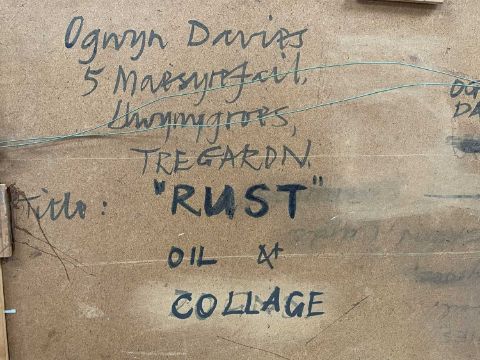 Ogwyn Davies
5 Maesyrefail,
Llwynygroes,
TREGARON.
Title: "RUST"
OIL &
COLLAGE